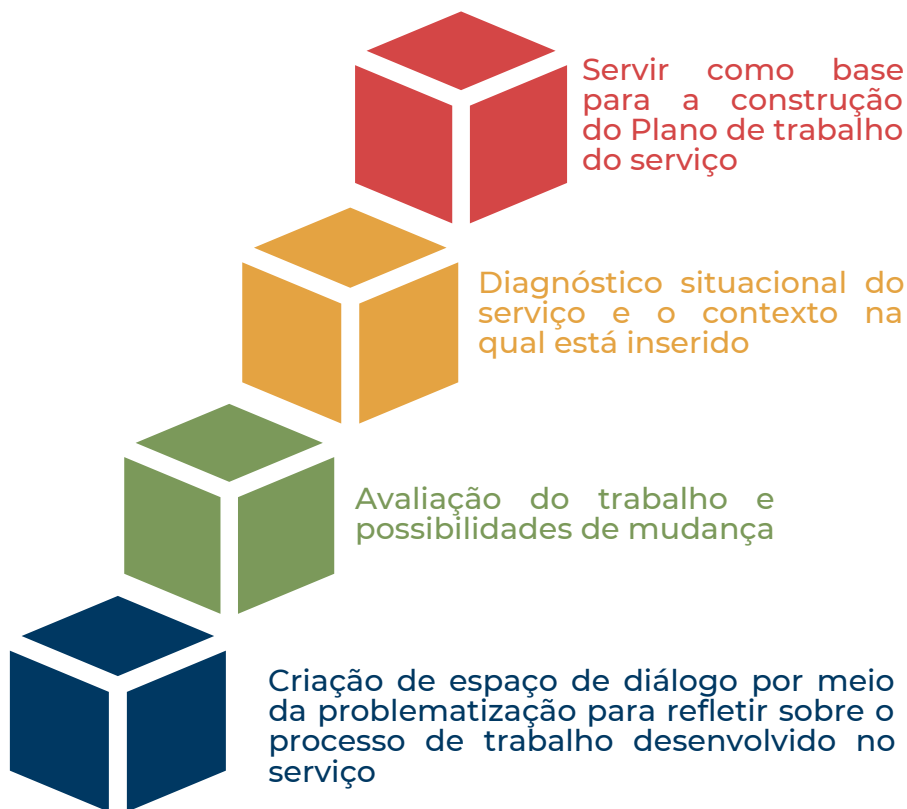 Servir como base
para a construção
do Plano de trabalho
do serviço
Diagnóstico situacional do
serviço e o contexto na
qual está inserido
Avaliação do trabalho e
possibilidades de mudança
Criação de espaço de diálogo por meio
da problematização para refletir sobre o
processo de trabalho desenvolvido no
serviço